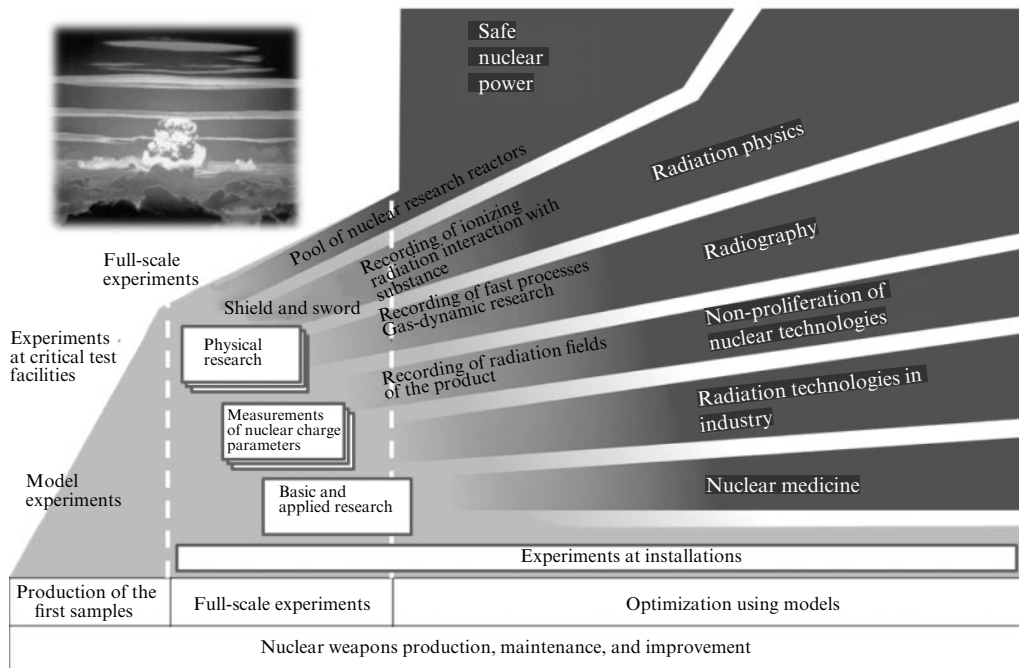 Safe
nuclear
power
Radiation physics
Pool of nuclear research reactors
Recording of ionizing
radiation interaction with
substance
Radiography
Full-scale
experiments
Shield and sword
Recording of fast processes
Gas-dynamic research
Non-proliferation of
nuclear technologies
Experiments
at critical test
facilities
Physical
research
Recording of radiation fields
of the product
Radiation technologies in
industry
Measurements
of nuclear charge
parameters
Model
experiments
Basic and
applied research
Nuclear medicine
Experiments at installations
Production of the
first samples
Full-scale experiments
Optimization using models
Nuclear weapons production, maintenance, and improvement